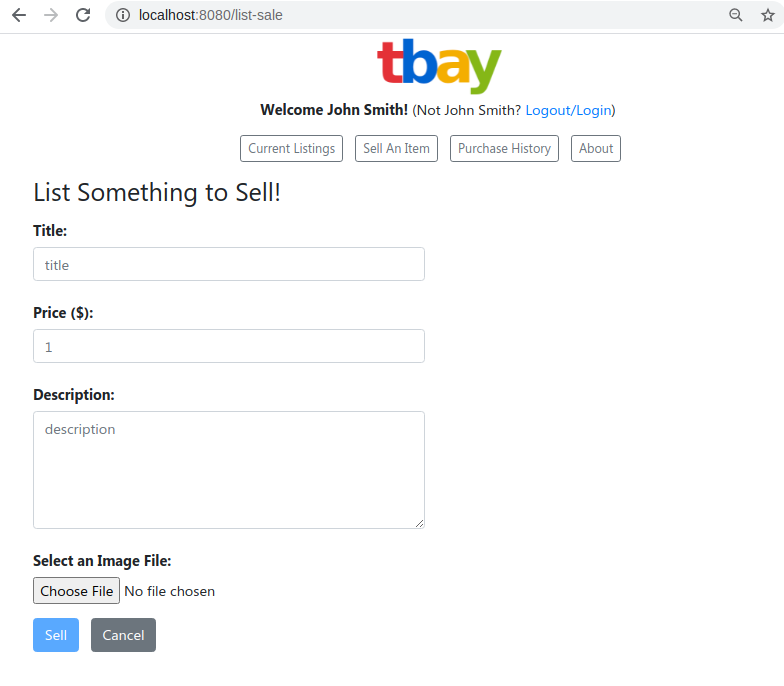 localhost:8080/list-sale
tbay
Welcome John Smith! (Not John Smith? Logout/Login)
Current Listings Sell An Item Purchase History About
List Something to Sell!
Title:
title
Price ($):
1
Description:
description
Select an Image File:
Choose File No file chosen
Sell Cancel